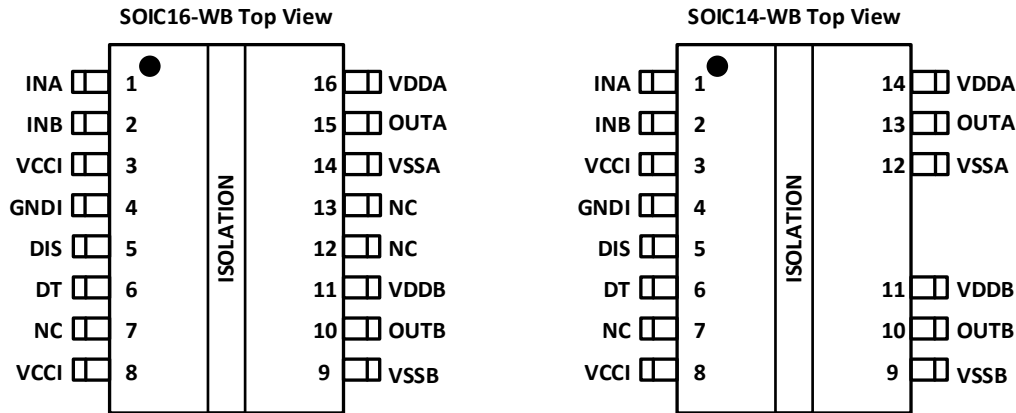 SOIC16-WB Top View
INA 1 16 VDDA
INB 2 15 OUTA
VCCI 3 14 VSSA
GNDI 4 13 NC
DIS 5 12 NC
DT 6 11 VDDB
NC 7 10 OUTB
VCCI 8 9 VSSB
ISOLATION
SOIC14-WB Top View
INA 1 14 VDDA
INB 2 13 OUTA
VCCI 3 12 VSSA
GNDI 4
DIS 5
DT 6 11 VDDB
NC 7 10 OUTB
VCCI 8 9 VSSB
ISOLATION